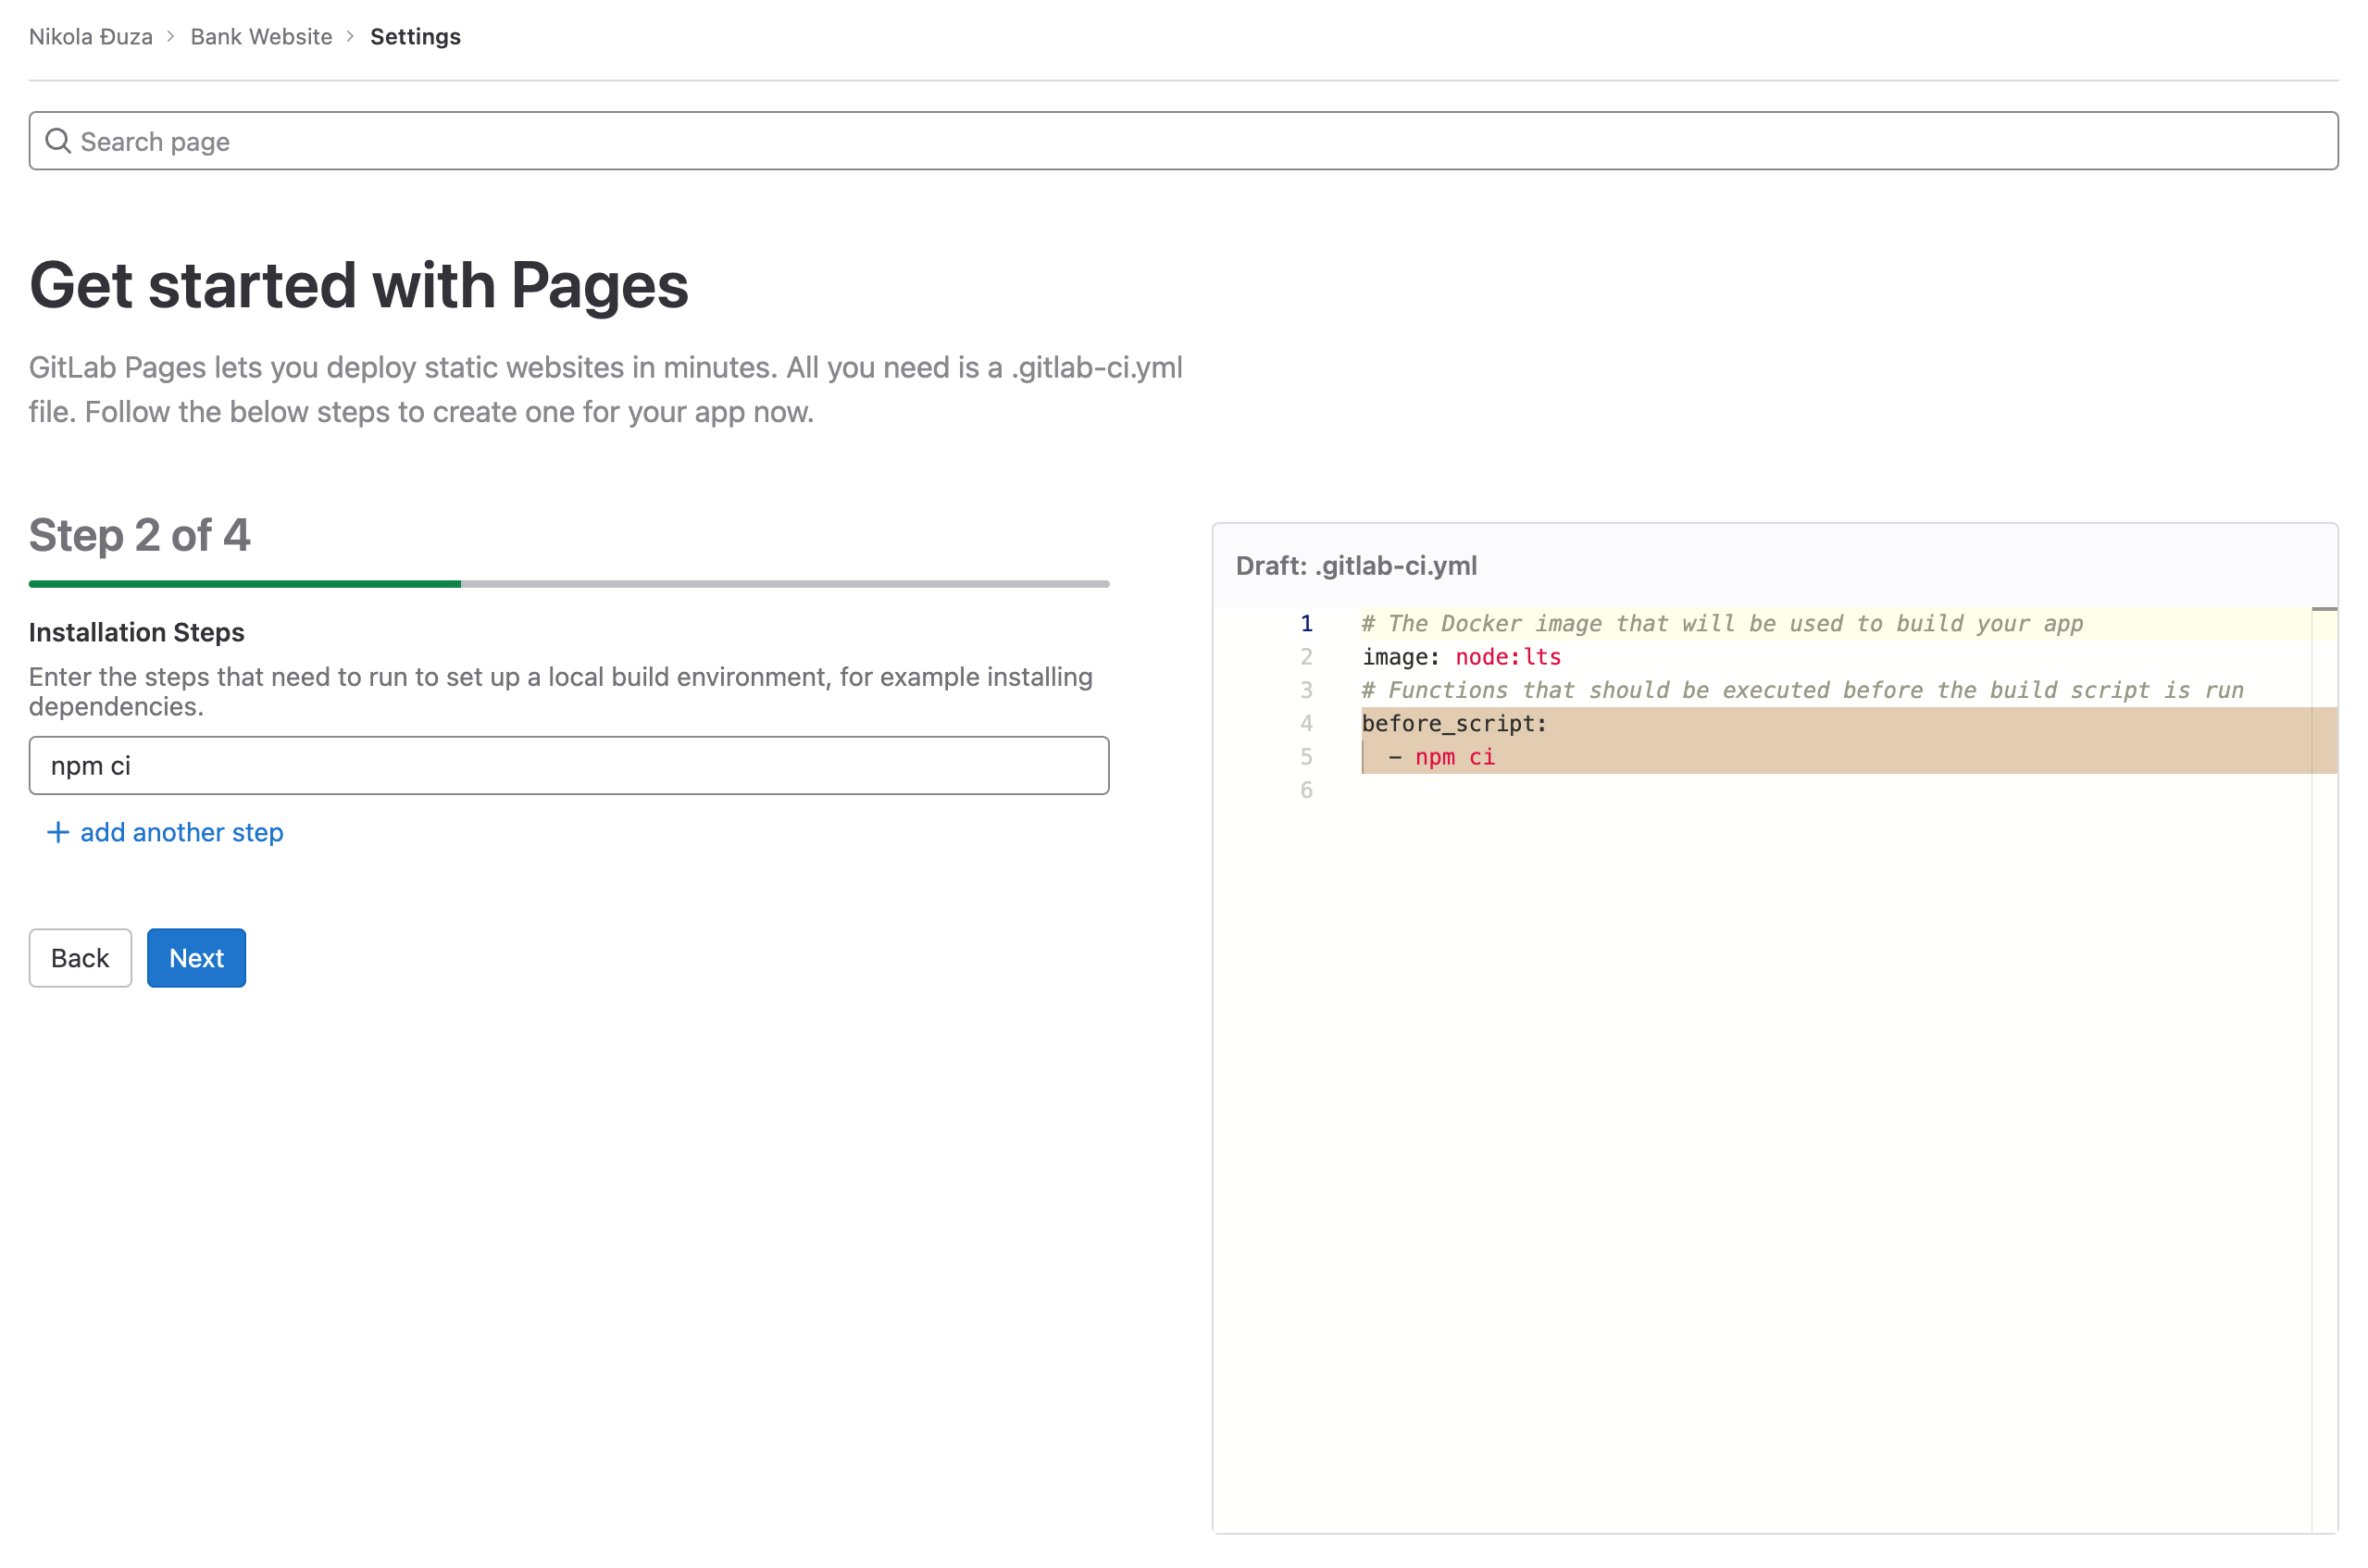 Nikola Đuza > Bank Website > Settings
Search page
Get started with Pages
GitLab Pages lets you deploy static websites in minutes. All you need is a .gitlab-ci.yml
file. Follow the below steps to create one for your app now.
Step 2 of 4
Installation Steps
Enter the steps that need to run to set up a local build environment, for example installing
dependencies.
npm ci
+ add another step
Back
Next
Draft: .gitlab-ci.yml
1 # The Docker image that will be used to build your app
2 image: node:lts
3 # Functions that should be executed before the build script is run
4 before_script:
5   - npm ci
6